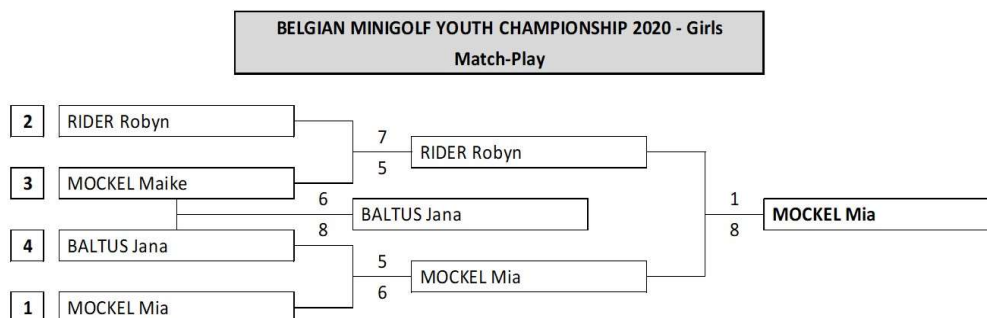 BELGIAN MINIGOLF YOUTH CHAMPIONSHIP 2020 - Girls
Match-Play
2 RIDER Robyn
7
RIDER Robyn
5
3 MOCKEL Maike
6
BALTUS Jana
8
1
MOCKEL Mia
8
4 BALTUS Jana
5
MOCKEL Mia
6
1 MOCKEL Mia